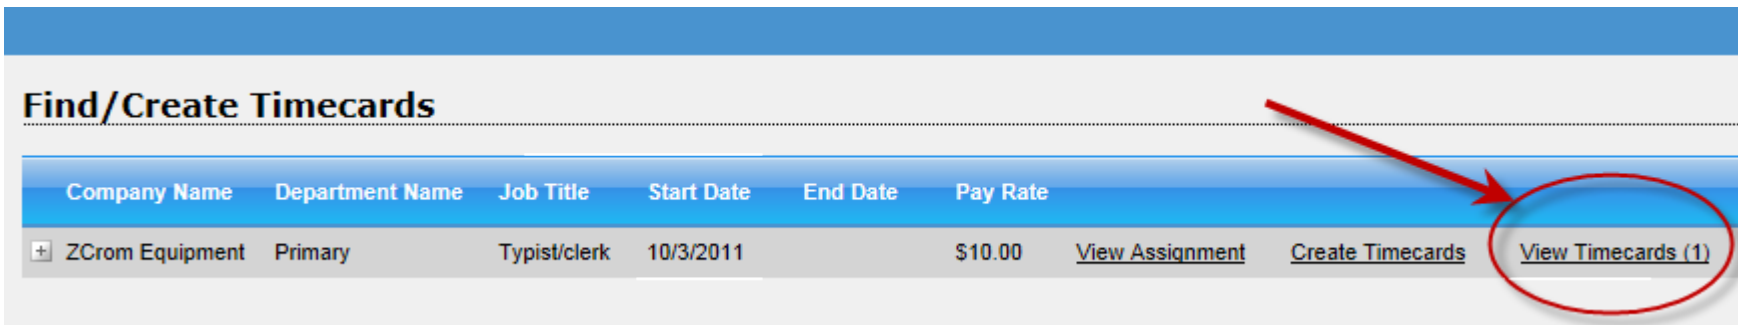 Find/Create Timecards
Company Name Department Name Job Title Start Date End Date Pay Rate
ZCrom Equipment Primary Typist/clerk 10/3/2011 $10.00 View Assignment Create Timecards View Timecards (1)